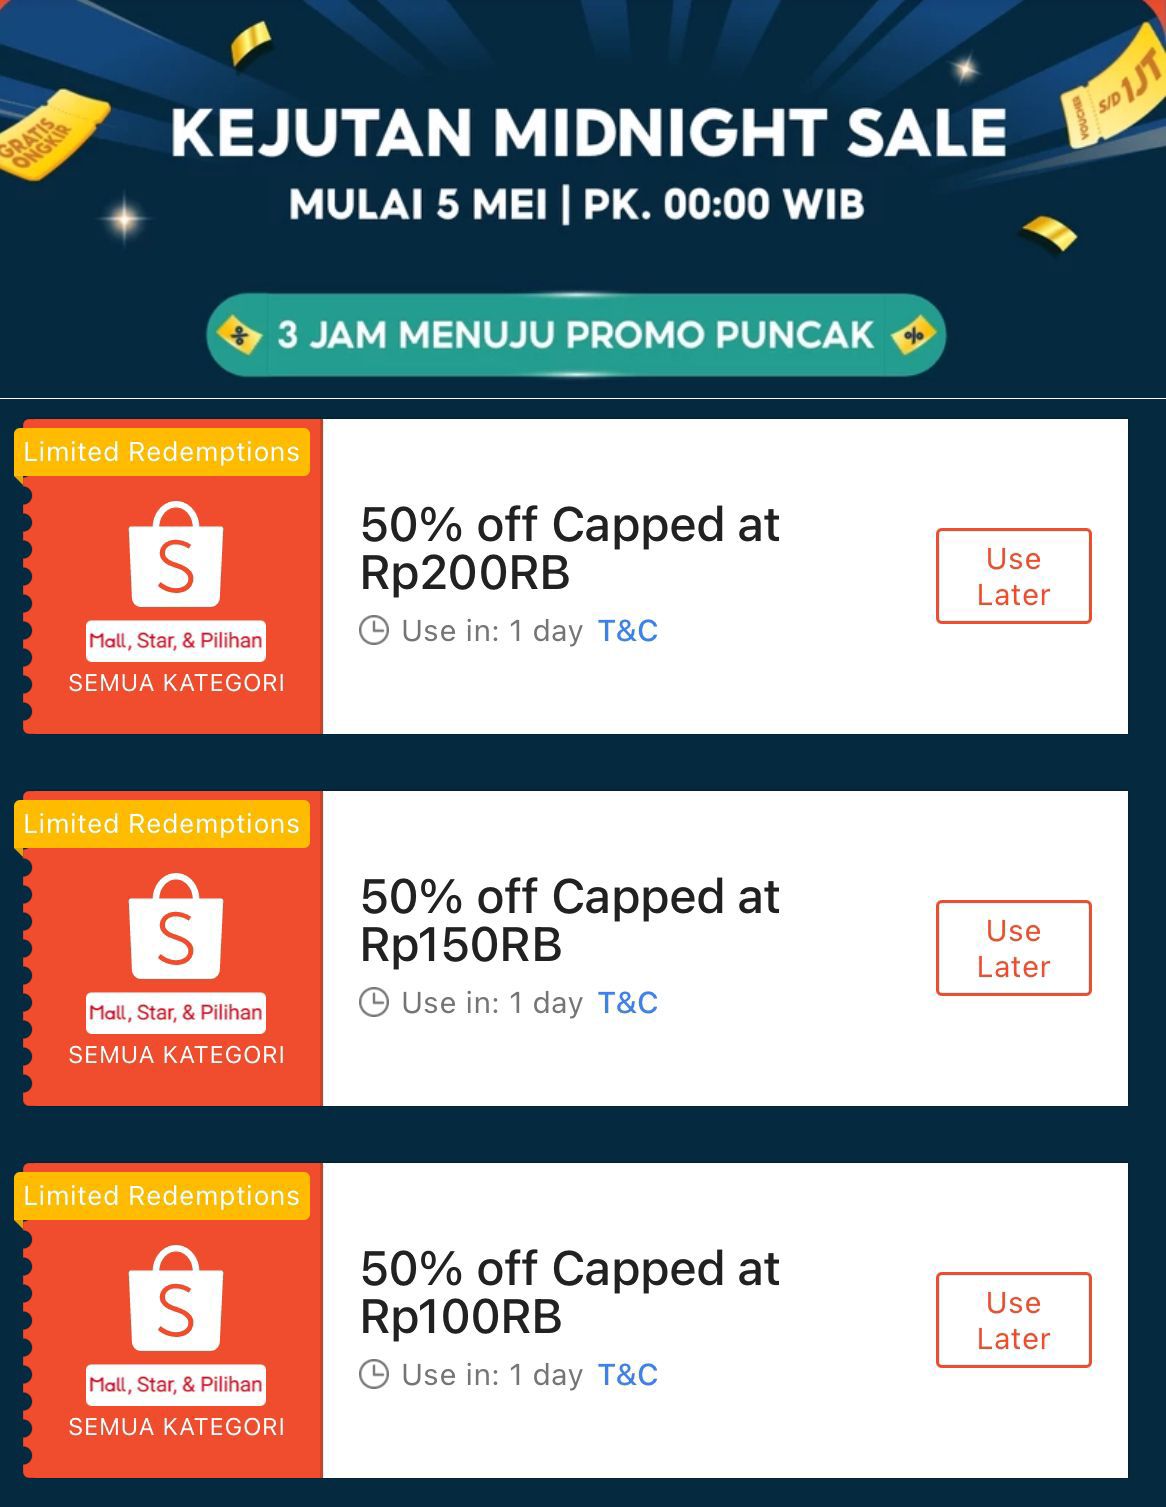 GRATIS
ONGKIR
VOUCHER
S/D 1JT
KEJUTAN MIDNIGHT SALE
MULAI 5 MEI | PK. 00:00 WIB
3 JAM MENUJU PROMO PUNCAK
%
Limited Redemptions
S
Mall, Star, & Pilihan
SEMUA KATEGORI
50% off Capped at
Rp200RB
Use in: 1 day T&C
Use
Later
Limited Redemptions
S
Mall, Star, & Pilihan
SEMUA KATEGORI
50% off Capped at
Rp150RB
Use in: 1 day T&C
Use
Later
Limited Redemptions
S
Mall, Star, & Pilihan
SEMUA KATEGORI
50% off Capped at
Rp100RB
Use in: 1 day T&C
Use
Later